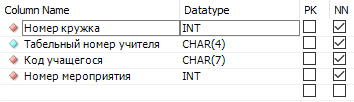 Column Name Datatype PK NN
Номер кружка INT
Табельный номер учителя CHAR(4)
Код учащегося CHAR(7)
Номер мероприятия INT